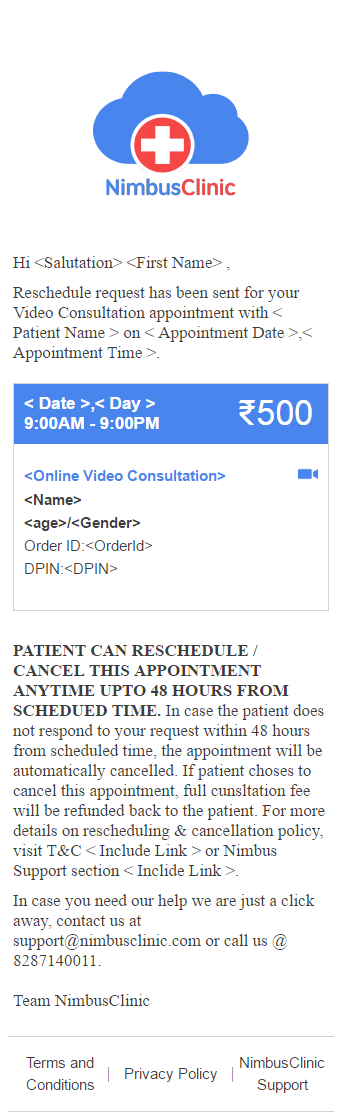 NimbusClinic
Hi <Salutation> <First Name> ,
Reschedule request has been sent for your
Video Consultation appointment with <
Patient Name > on < Appointment Date >,<
Appointment Time >.
< Date >,< Day >
9:00AM - 9:00PM
₹500
<Online Video Consultation>
<Name>
<age>/<Gender>
Order ID:<OrderId>
DPIN:<DPIN>
PATIENT CAN RESCHEDULE /
CANCEL THIS APPOINTMENT
ANYTIME UPTO 48 HOURS FROM
SCHEDUED TIME. In case the patient does
not respond to your request within 48 hours
from scheduled time, the appointment will be
automatically cancelled. If patient choses to
cancel this appointment, full cunsltation fee
will be refunded back to the patient. For more
details on rescheduling & cancellation policy,
visit T&C < Include Link > or Nimbus
Support section < Inclide Link >.
In case you need our help we are just a click
away, contact us at
support@nimbusclinic.com or call us @
8287140011.
Team NimbusClinic
Terms and
Conditions
Privacy Policy
NimbusClinic
Support